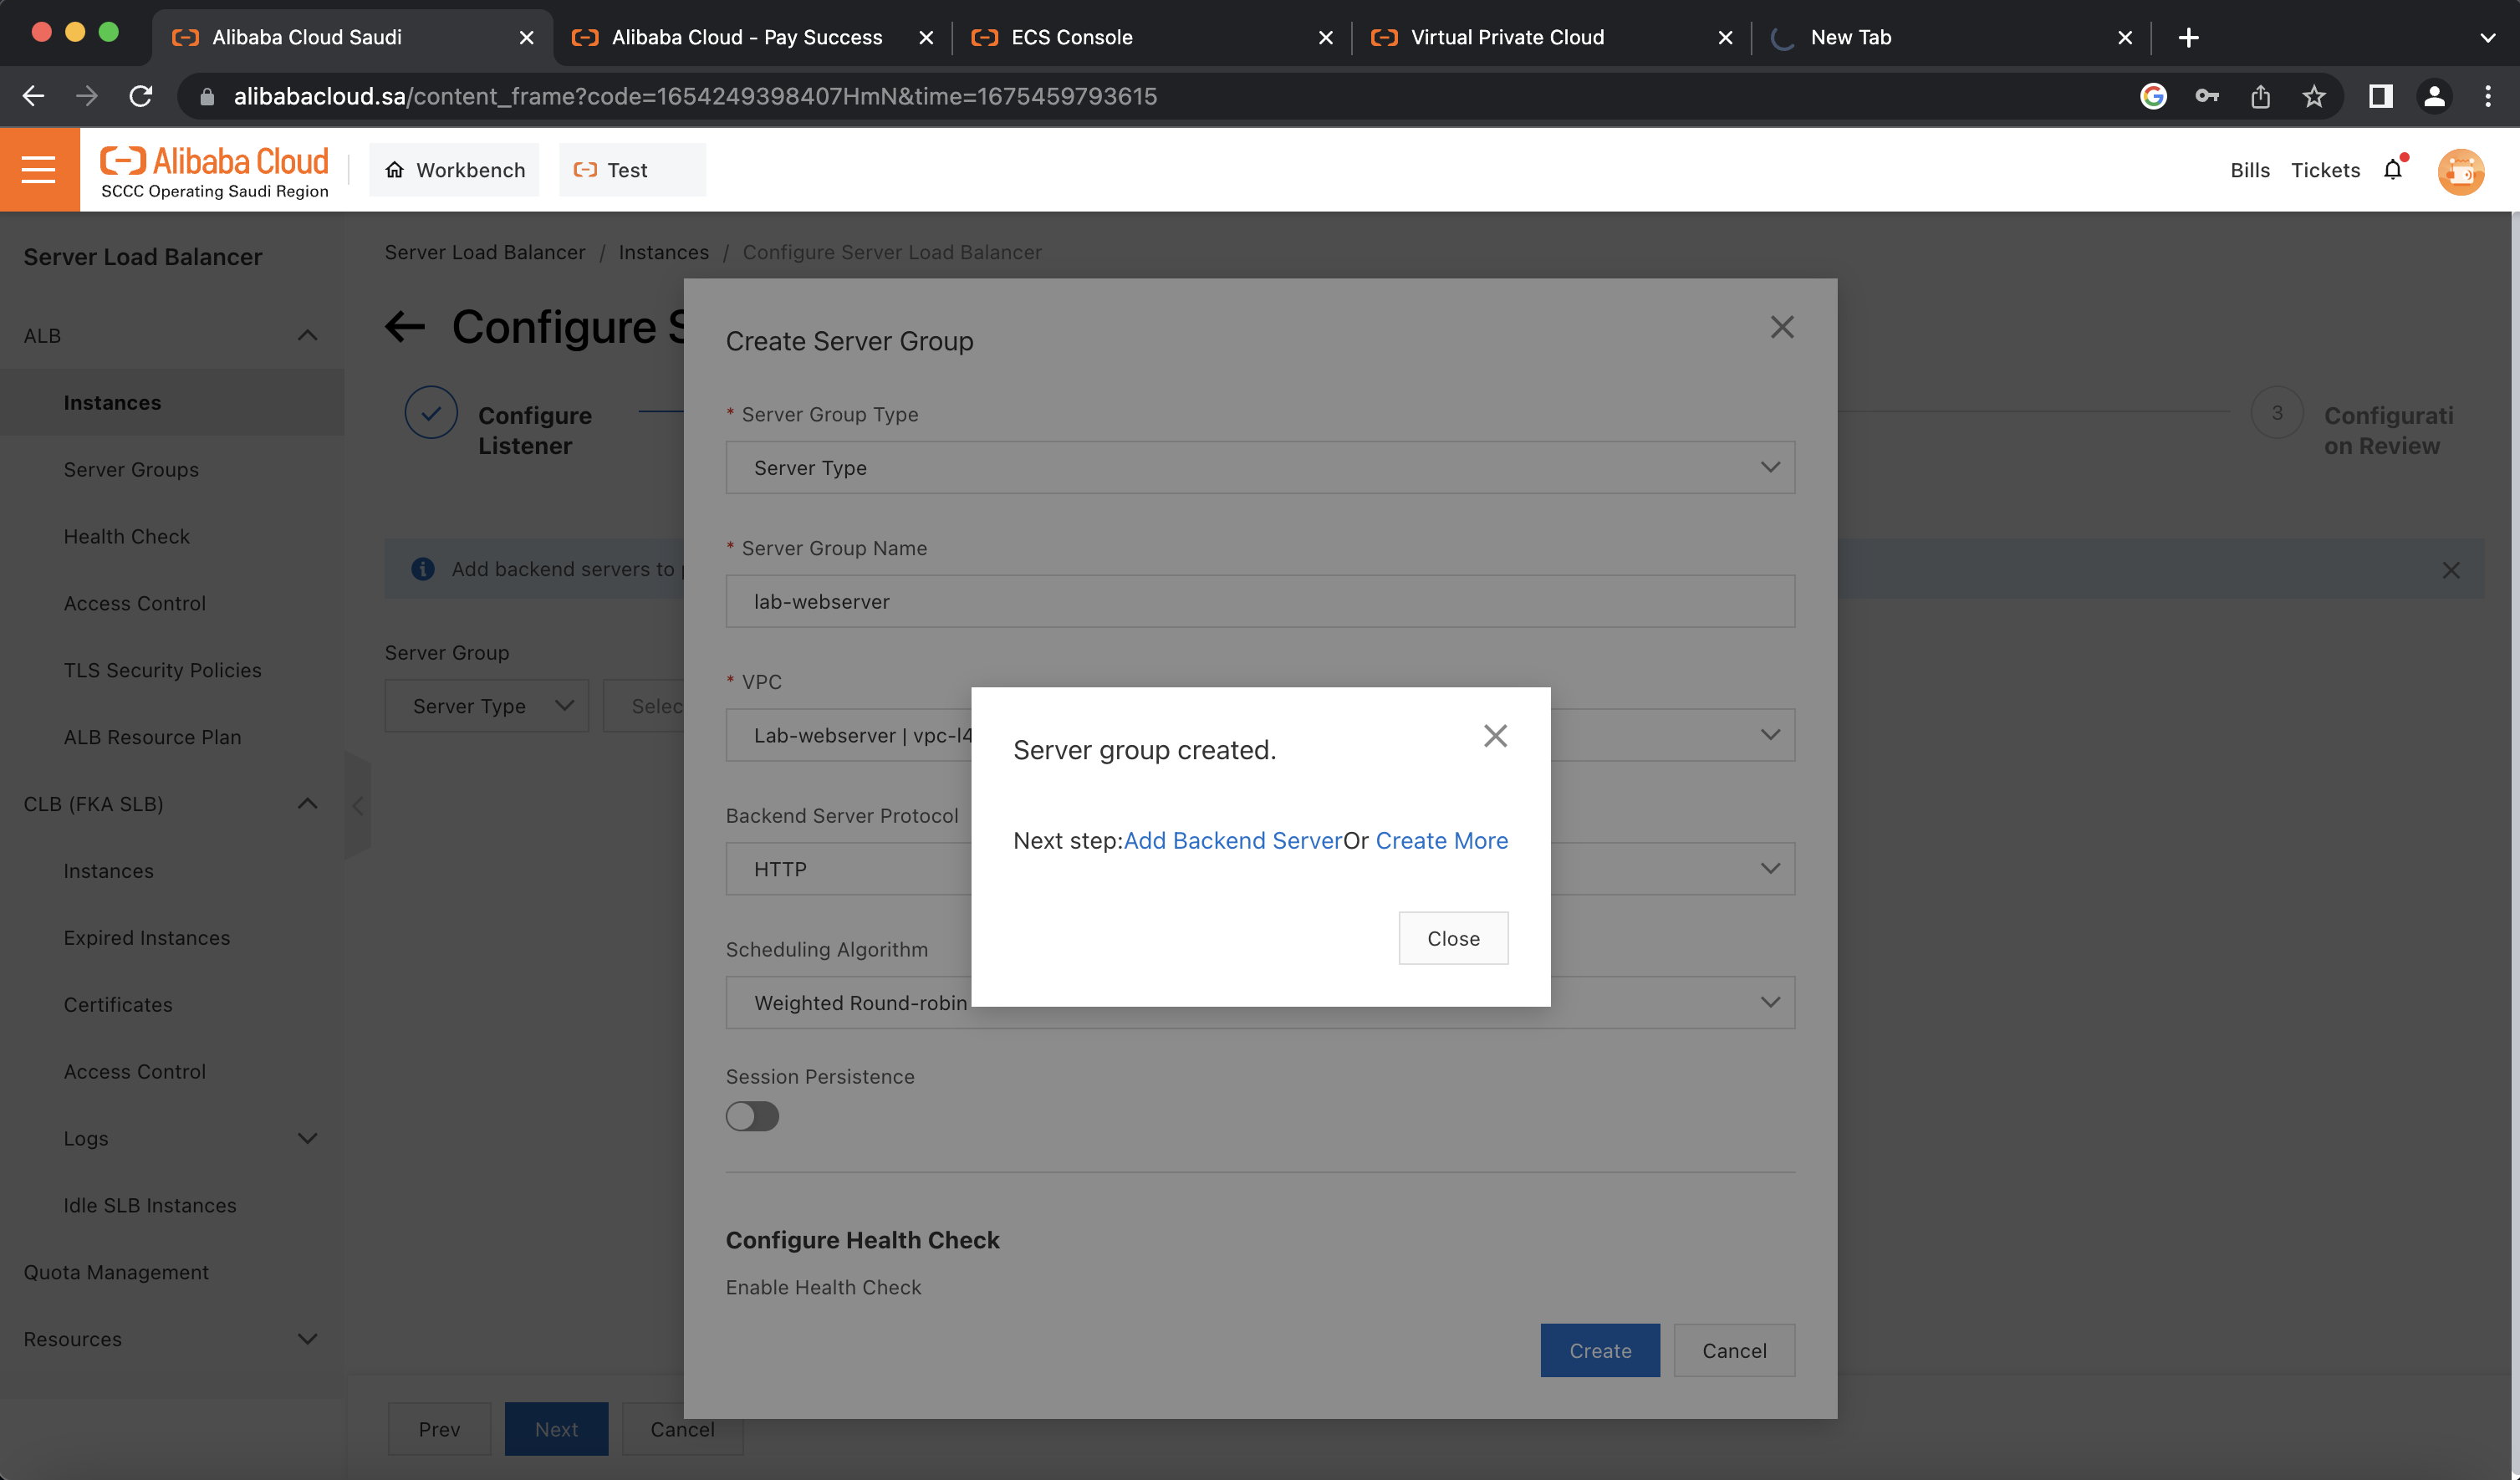 Alibaba Cloud Saudi
Alibaba Cloud - Pay Success
ECS Console
Virtual Private Cloud
New Tab
alibabacloud.sa/content_frame?code=1654249398407HmN&time=1675459793615
Alibaba Cloud
SCCC Operating Saudi Region
Workbench
Test
Bills
Tickets
Server Load Balancer
ALB
Instances
Server Groups
Health Check
Access Control
TLS Security Policies
ALB Resource Plan
CLB (FKA SLB)
Instances
Expired Instances
Certificates
Access Control
Logs
Idle SLB Instances
Quota Management
Resources
Server Load Balancer / Instances / Configure Server Load Balancer
Configure S
Configure
Listener
3
Configurati
on Review
Add backend servers to
Server Group
Server Type
Selec
Prev
Next
Cancel
Create Server Group
* Server Group Type
Server Type
* Server Group Name
lab-webserver
* VPC
Lab-webserver | vpc-l4
Backend Server Protocol
HTTP
Scheduling Algorithm
Weighted Round-robin
Session Persistence
Configure Health Check
Enable Health Check
Create
Cancel
Server group created.
Next step:Add Backend ServerOr Create More
Close